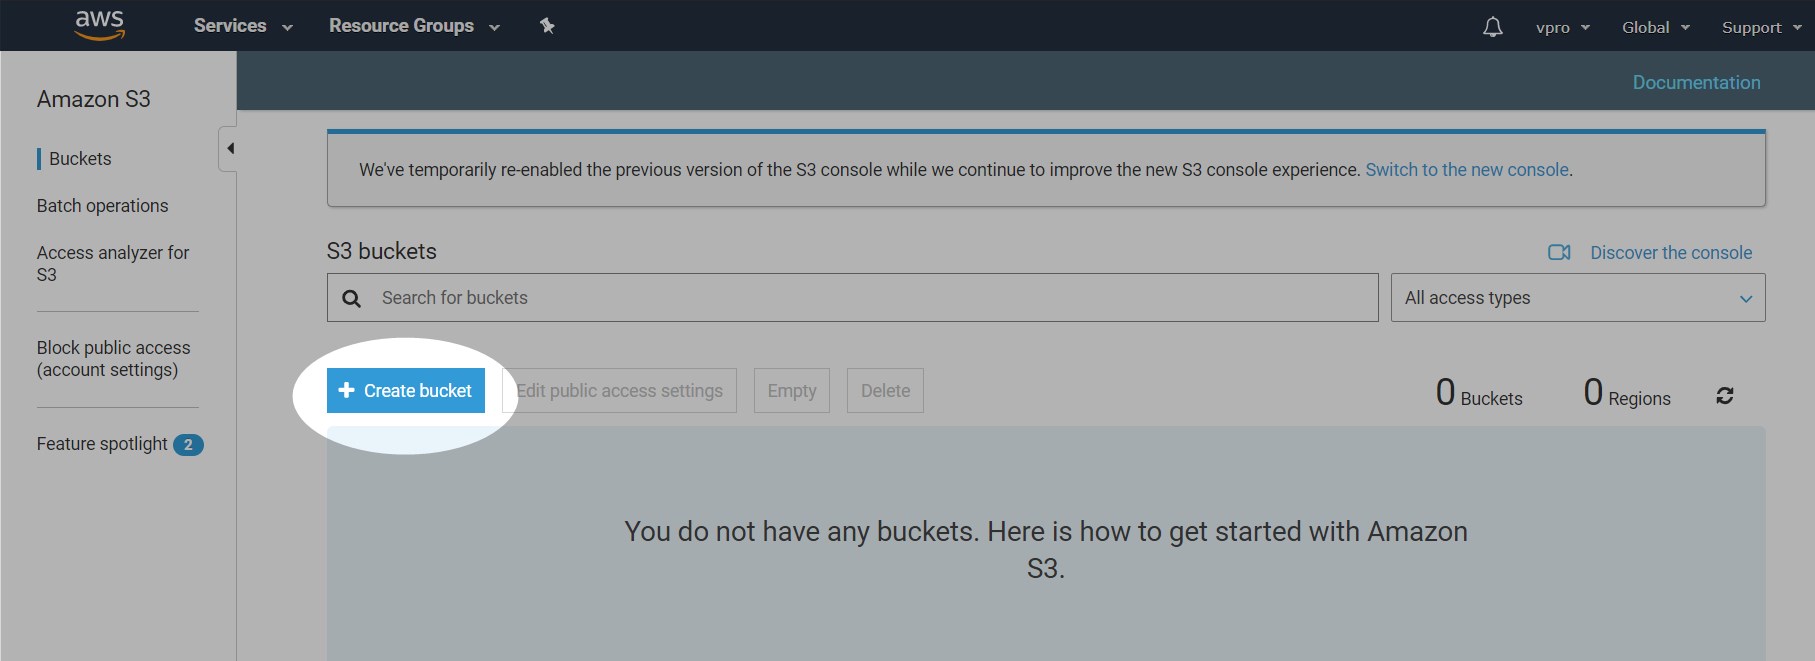 aws
Services
Resource Groups
vpro
Global
Support
Amazon S3
Buckets
Batch operations
Access analyzer for
S3
Block public access
(account settings)
Feature spotlight 2
Documentation
We've temporarily re-enabled the previous version of the S3 console while we continue to improve the new S3 console experience. Switch to the new console.
S3 buckets
Discover the console
Search for buckets
All access types
Create bucket
Edit public access settings
Empty
Delete
0 Buckets
0 Regions
You do not have any buckets. Here is how to get started with Amazon
S3.